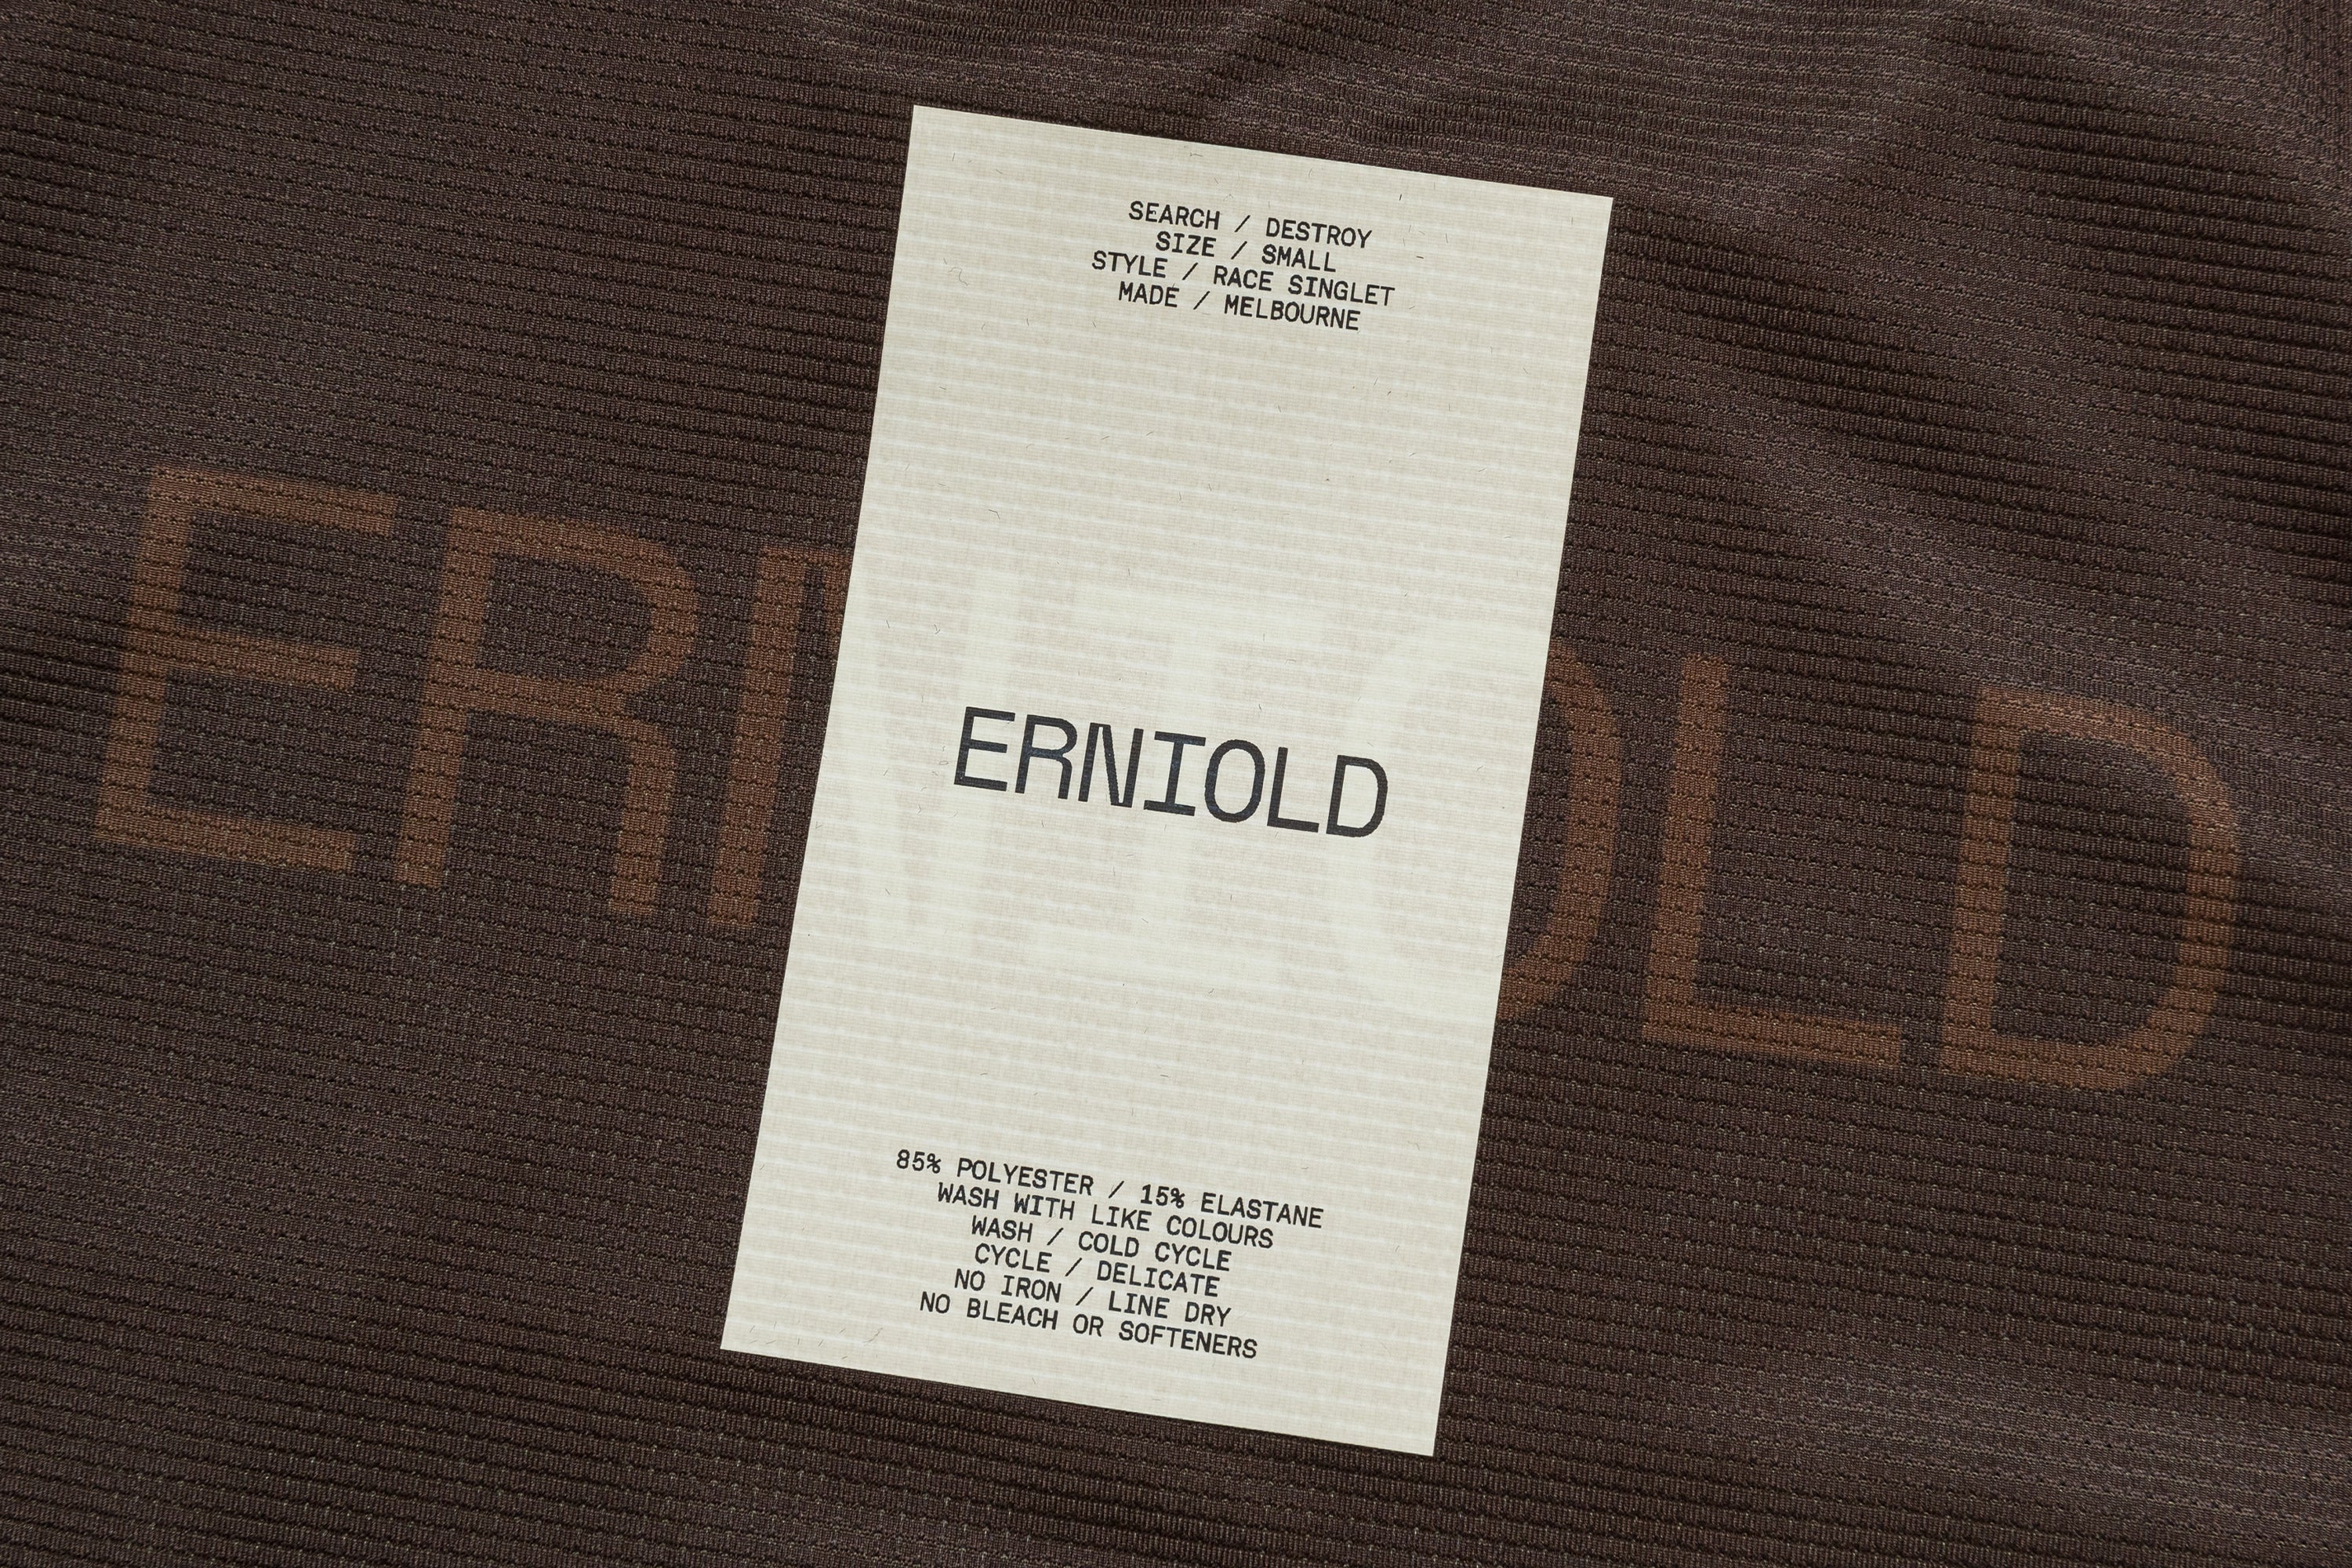 SEARCH / DESTROY
SIZE / SMALL
STYLE / RACE SINGLET
MADE / MELBOURNE
ERNIOLD
ERNIOLD
85% POLYESTER / 15% ELASTANE
WASH WITH LIKE COLOURS
WASH / COLD CYCLE
CYCLE / DELICATE
NO IRON / LINE DRY
NO BLEACH OR SOFTENERS